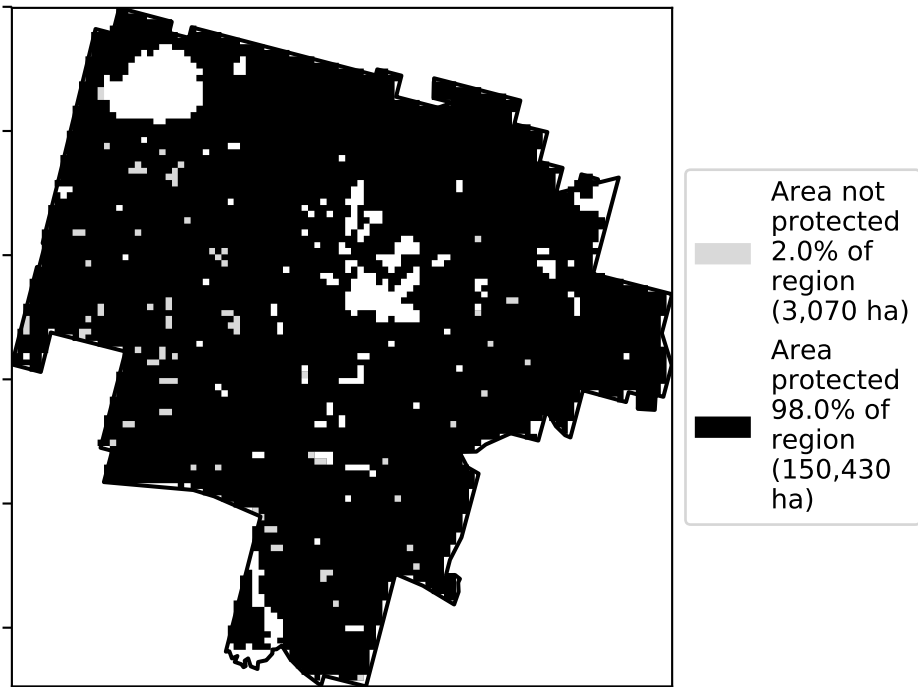 Area not
protected
2.0% of
region
(3,070 ha)
Area
protected
98.0% of
region
(150,430
ha)